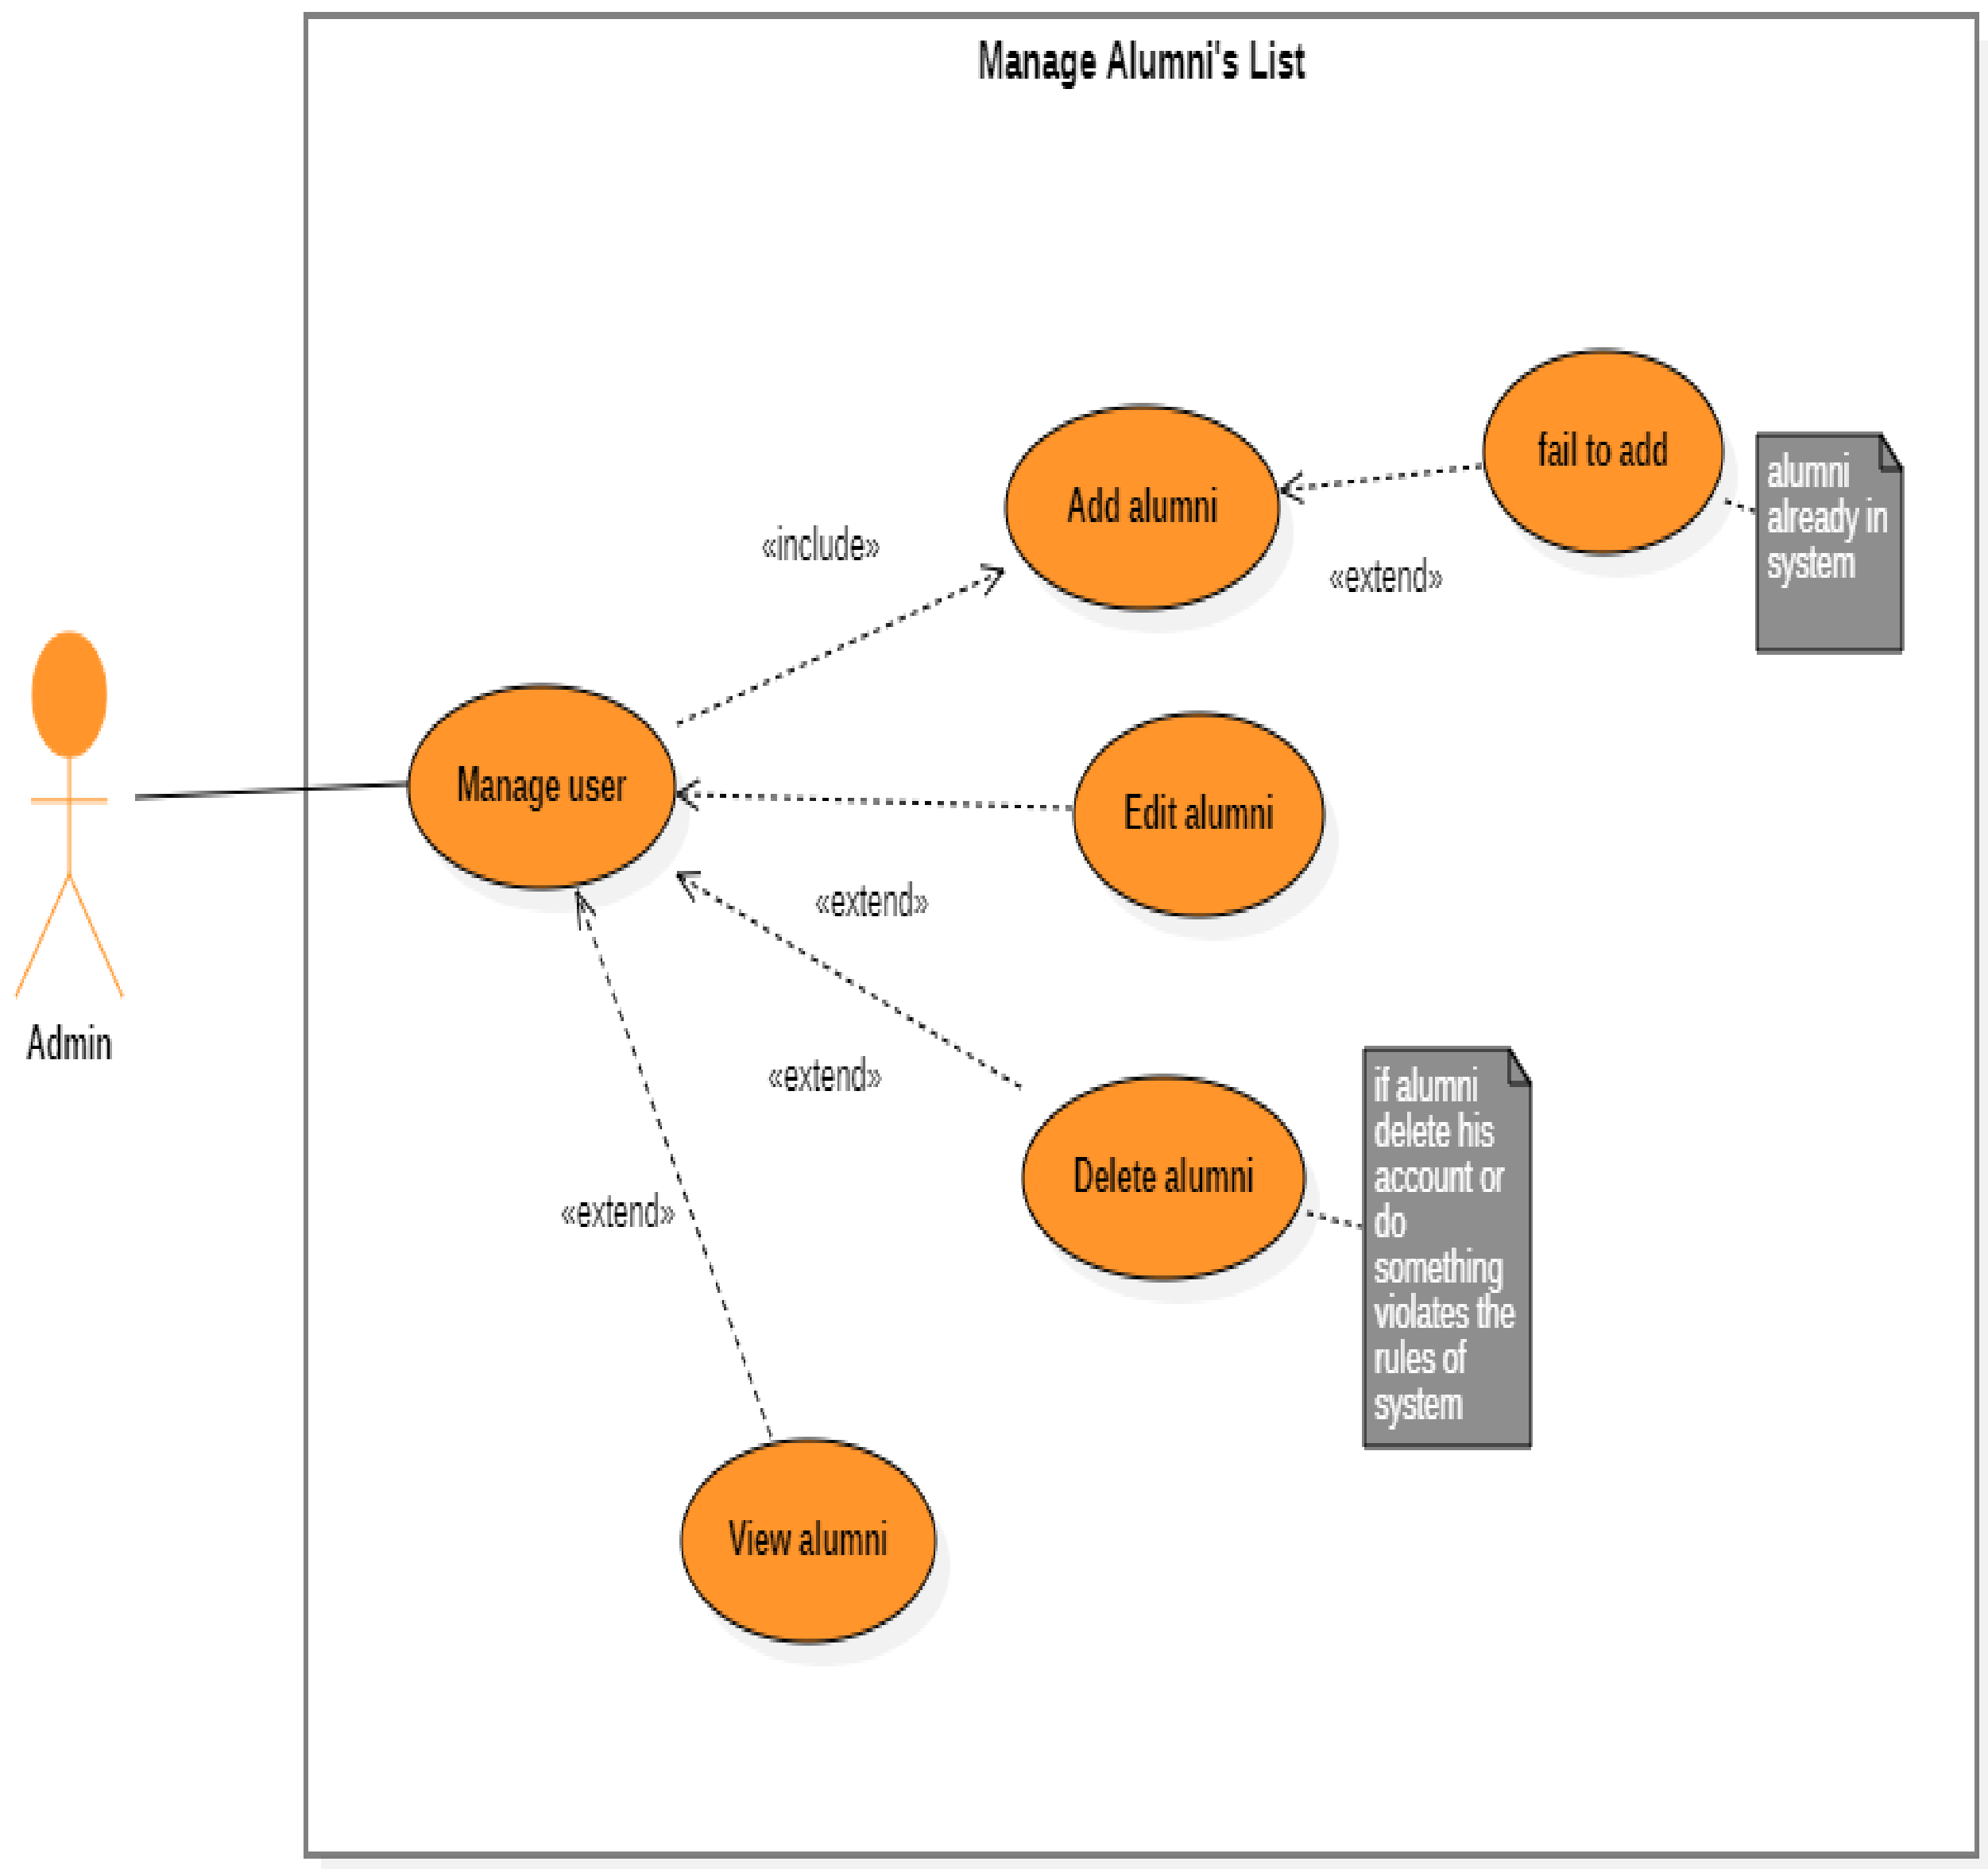 Manage Alumni's List
fail to add
alumni
already in
system
Add alumni
«include»
«extend»
Manage user
Edit alumni
«extend»
Admin
«extend»
Delete alumni
if alumni
delete his
account or
do
something
violates the
rules of
system
«extend»
View alumni